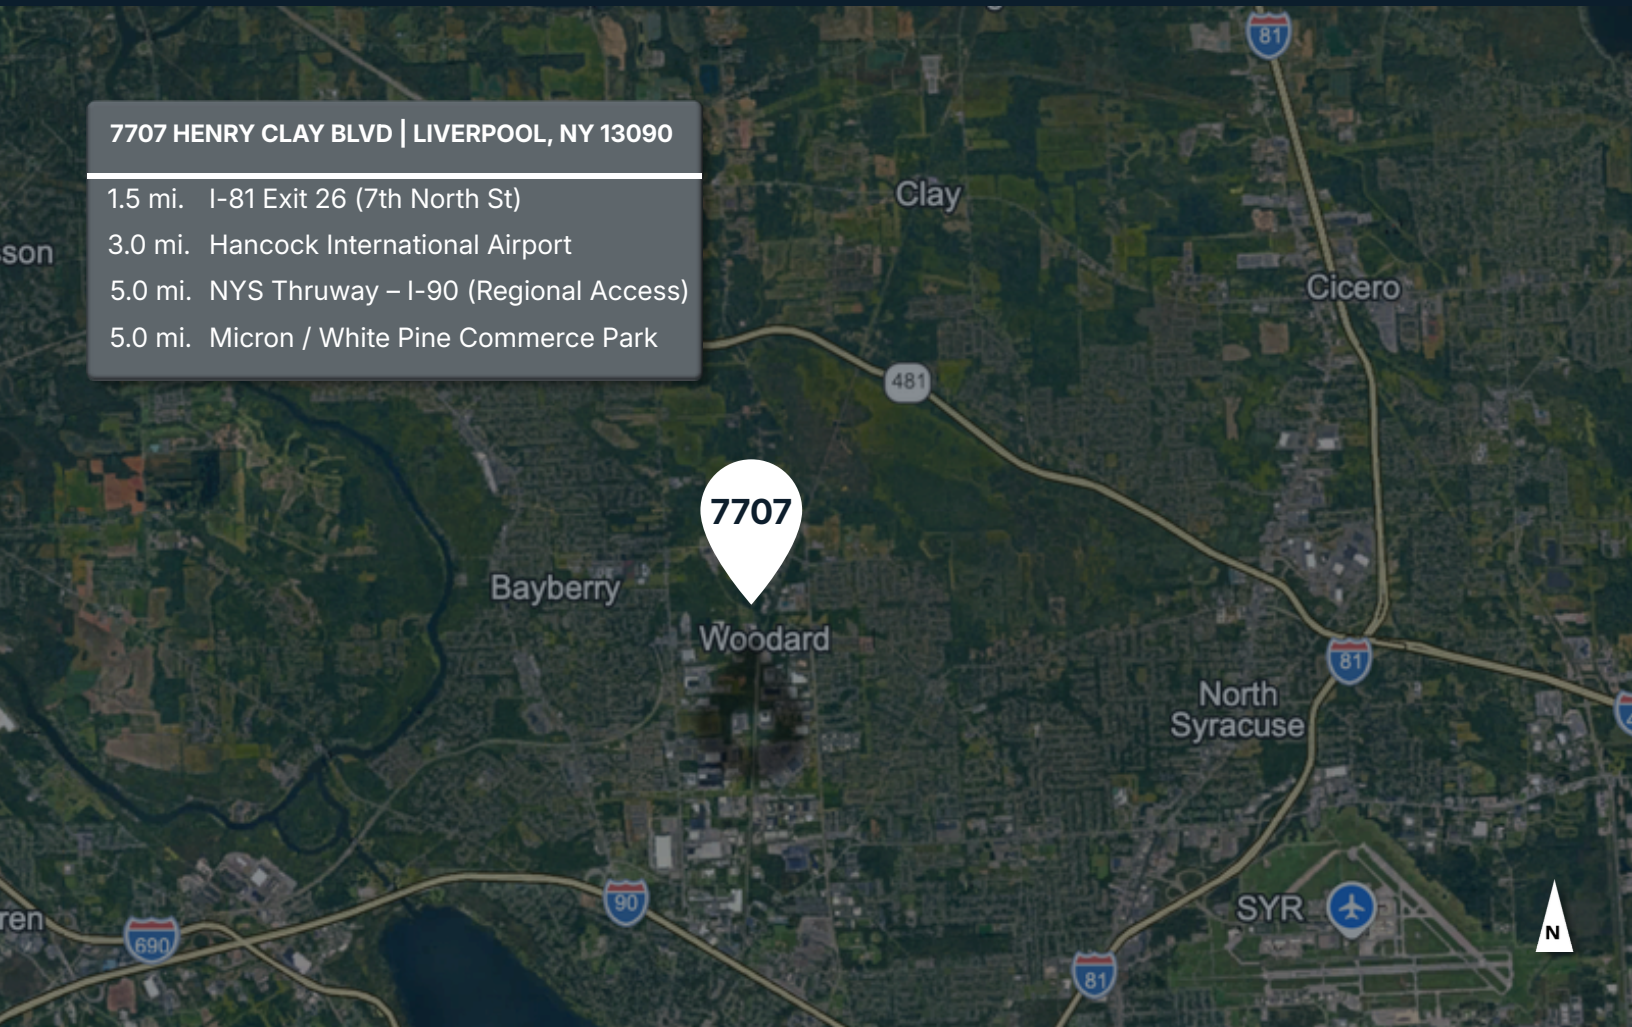 81
7707 HENRY CLAY BLVD | LIVERPOOL, NY 13090
1.5 mi. I-81 Exit 26 (7th North St)
3.0 mi. Hancock International Airport
5.0 mi. NYS Thruway – I-90 (Regional Access)
5.0 mi. Micron / White Pine Commerce Park
Clay
son
Cicero
481
7707
Bayberry
Woodard
81
North
Syracuse
4
90
SYR
ren
690
N
81